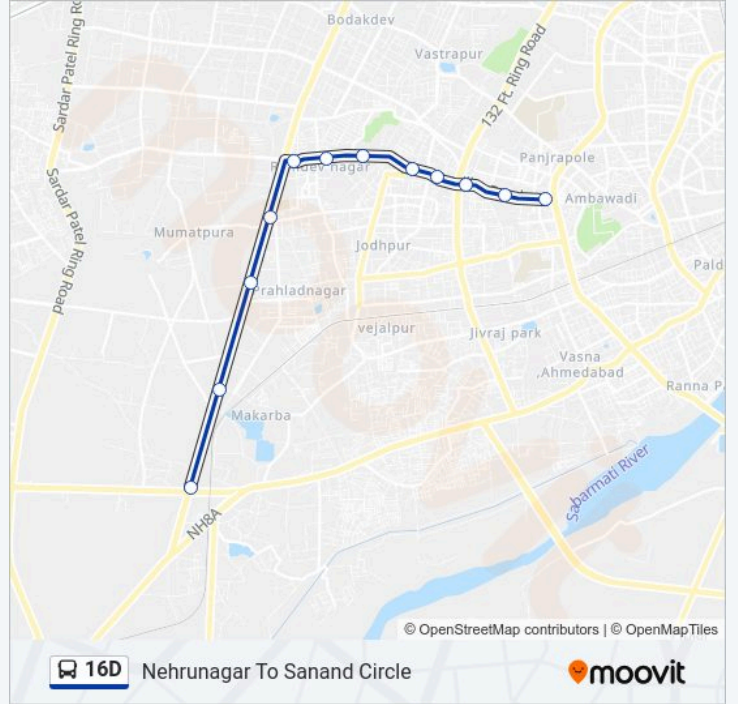 Bodakdev
Sardar Patel Ring Ro
Vastrapur
132 Ft. Ring Road
Panjrapole
Ambawadi
Sardar Patel Ring Road
Mumatpura
Jodhpur
Pald
Prahladnagar
vejalpur
Jivraj park
Vasna
,Ahmedabad
Ranna P
Makarba
Sabarmati River
NH8A
© OpenStreetMap contributors | © OpenMapTiles
16D Nehrunagar To Sanand Circle
moovit